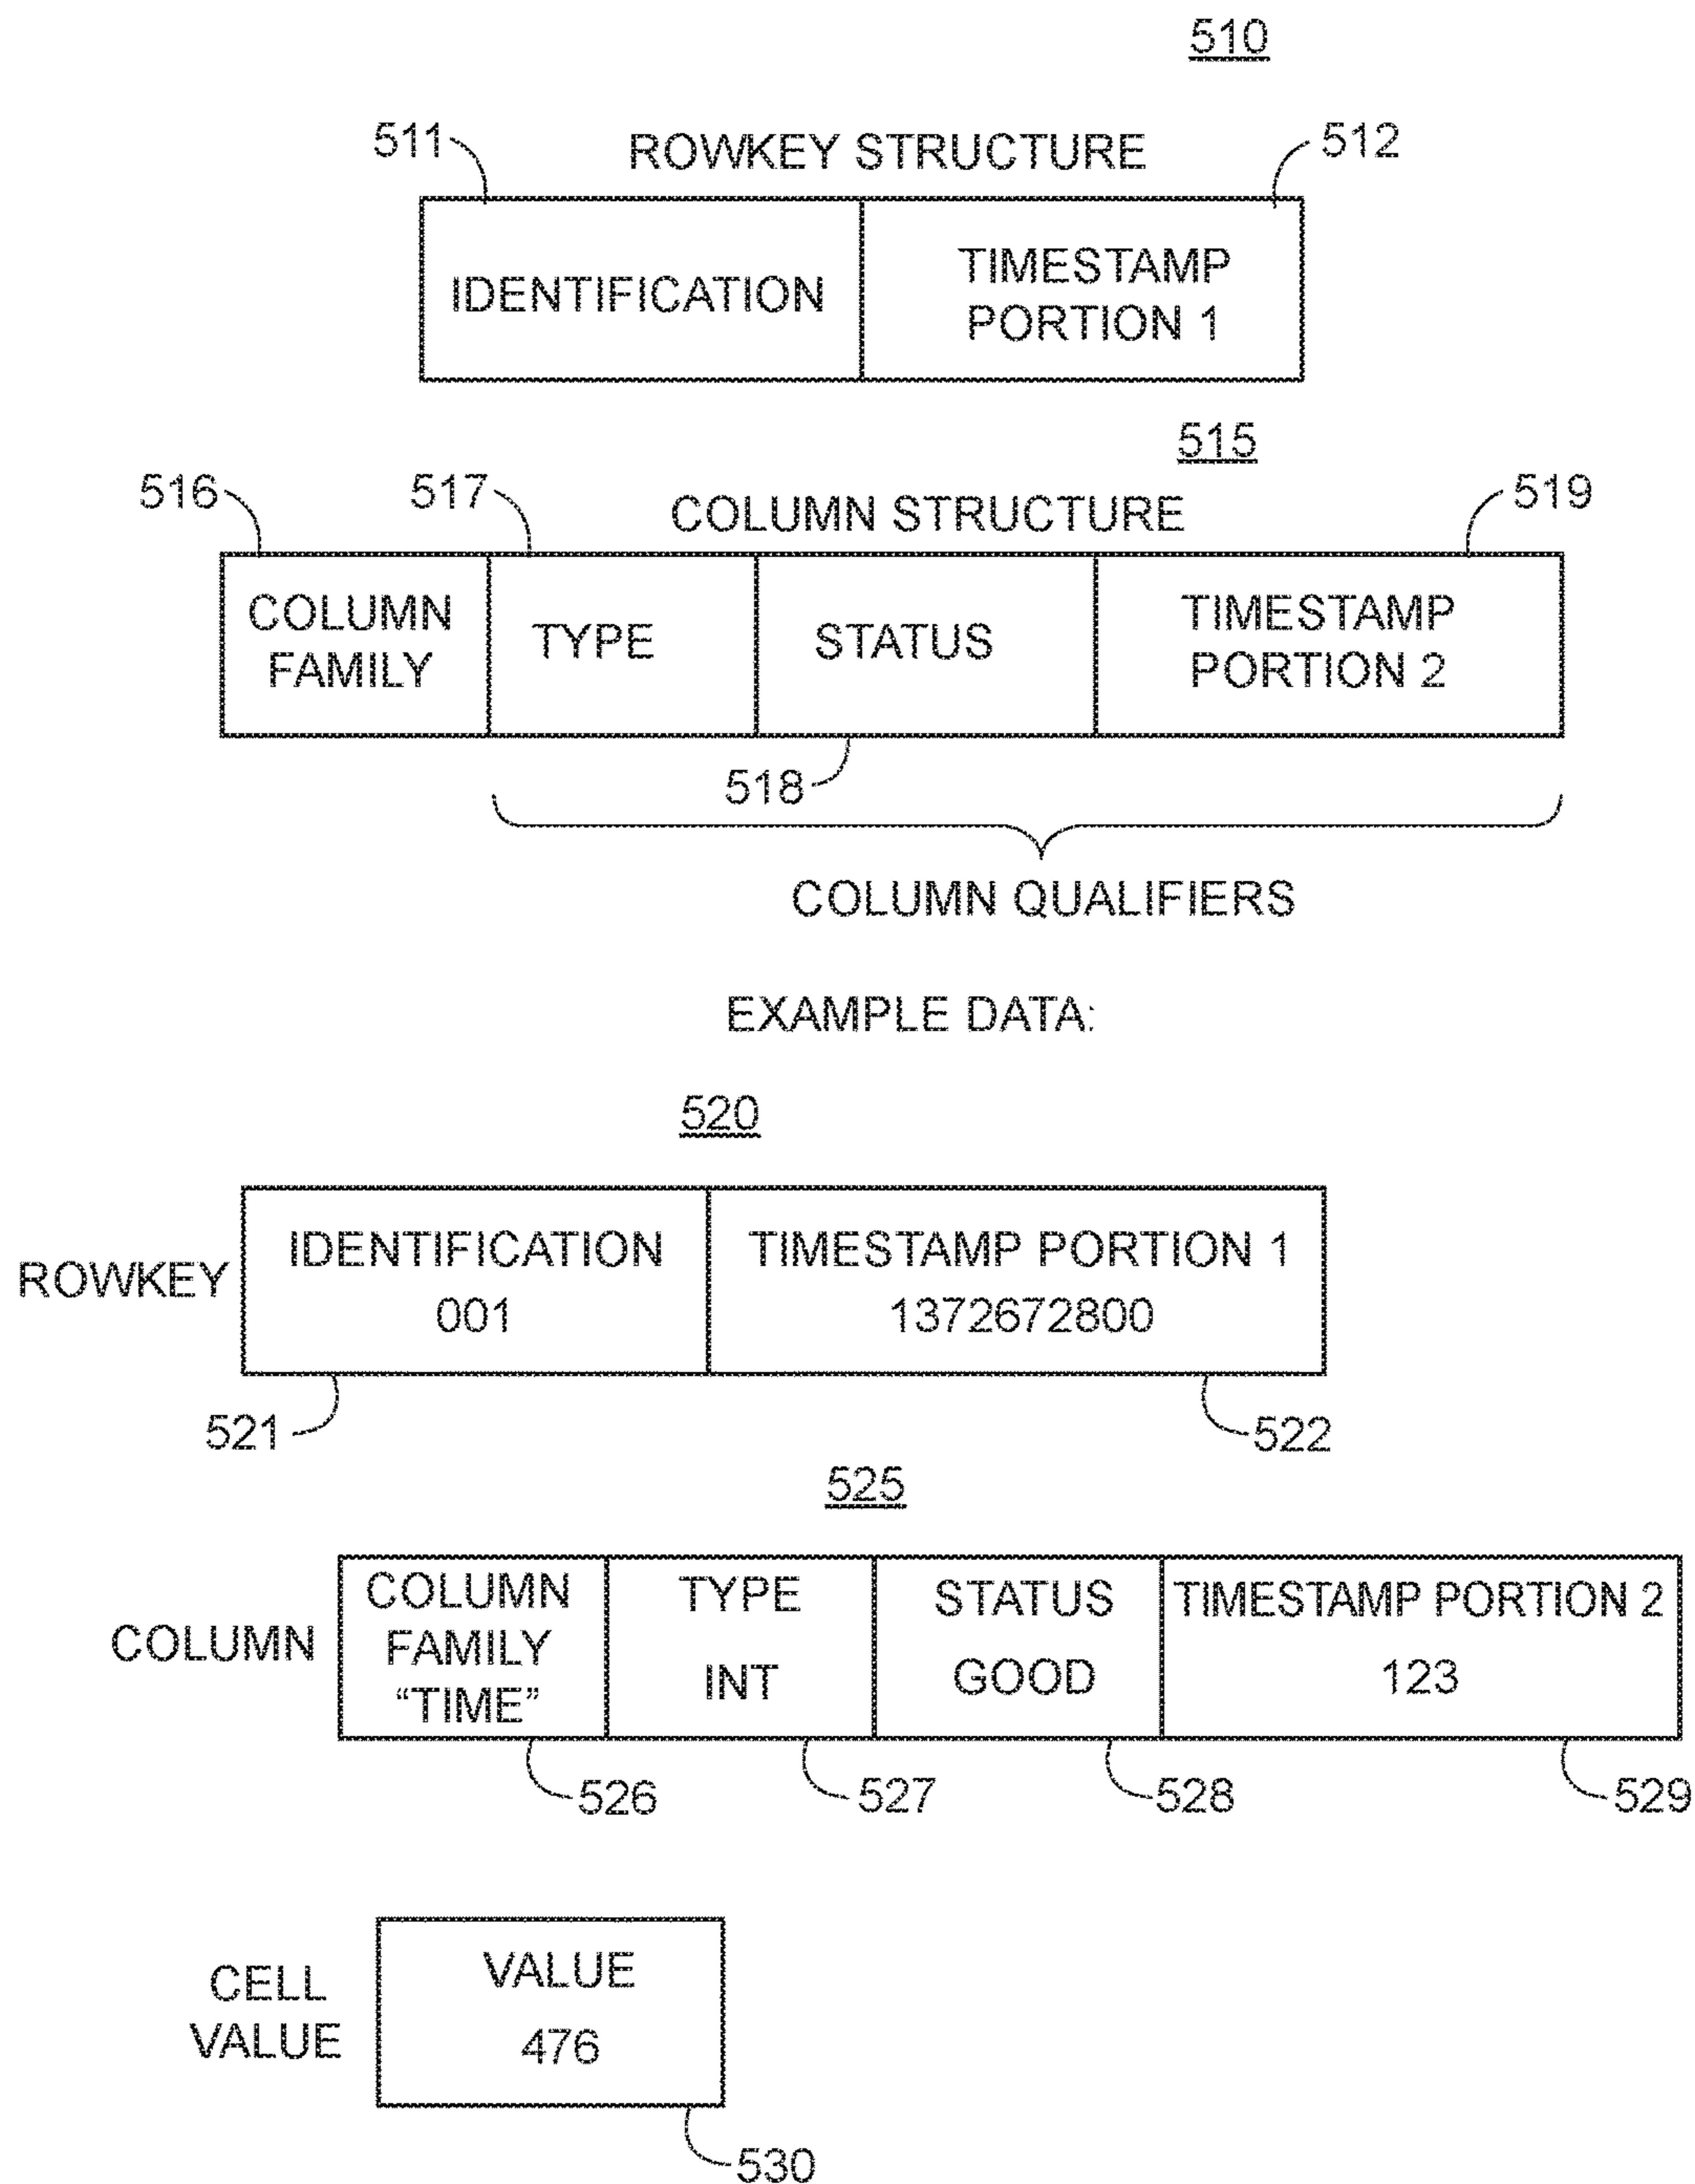 510
511
ROWKEY STRUCTURE
512
IDENTIFICATION
TIMESTAMP
PORTION 1
515
516
517
COLUMN STRUCTURE
519
COLUMN
FAMILY
TYPE
STATUS
TIMESTAMP
PORTION 2
518
COLUMN QUALIFIERS
EXAMPLE DATA:
520
ROWKEY
IDENTIFICATION
001
TIMESTAMP PORTION 1
1372672800
521
522
525
COLUMN
COLUMN
FAMILY
“TIME”
TYPE
INT
STATUS
GOOD
TIMESTAMP PORTION 2
123
526
527
528
529
CELL
VALUE
VALUE
476
530